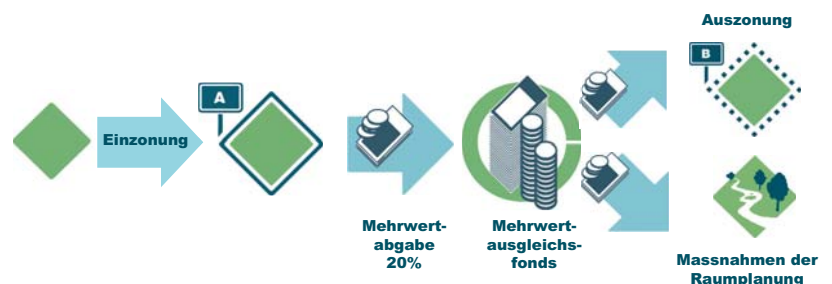 Auszonung
B
A
Einzonung
Mehrwert-
abgabe
20%
Mehrwert-
ausgleichs-
fonds
Massnahmen der
Raumplanung